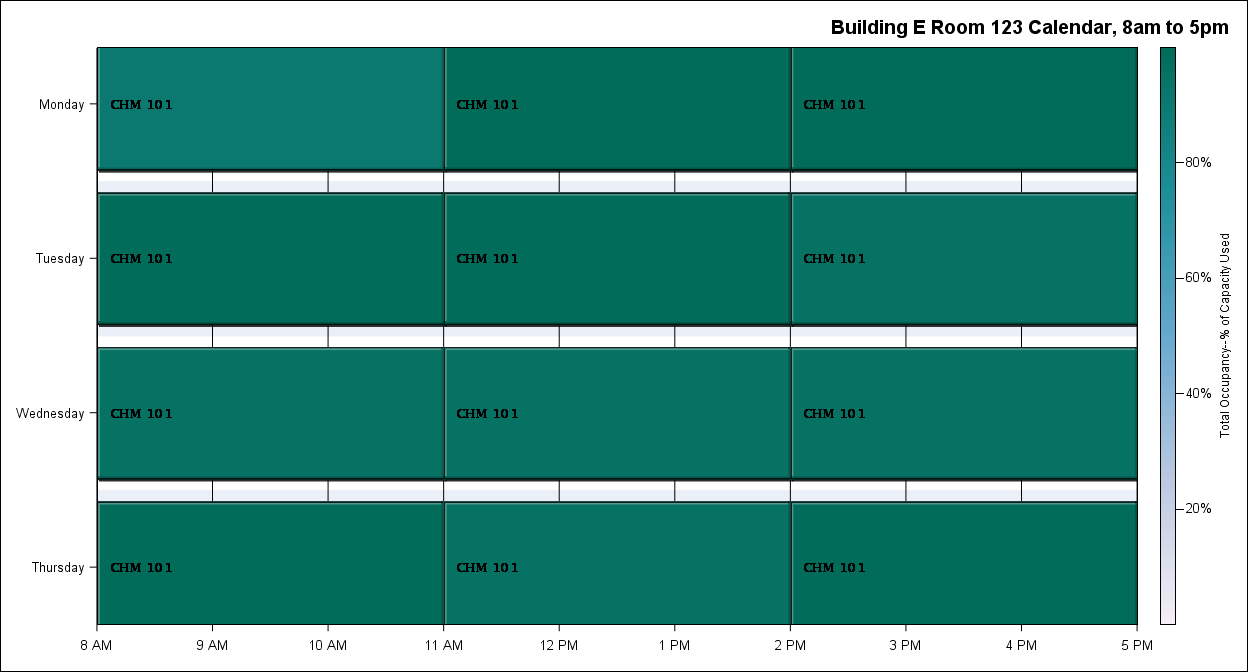 Building E Room 123 Calendar, 8am to 5pm
Monday
CHM 101
CHM 101
CHM 101
Tuesday
CHM 101
CHM 101
CHM 101
Wednesday
CHM 101
CHM 101
CHM 101
Thursday
CHM 101
CHM 101
CHM 101
8 AM
9 AM
10 AM
11 AM
12 PM
1 PM
2 PM
3 PM
4 PM
5 PM
80%
60%
40%
20%
Total Occupancy--% of Capacity Used